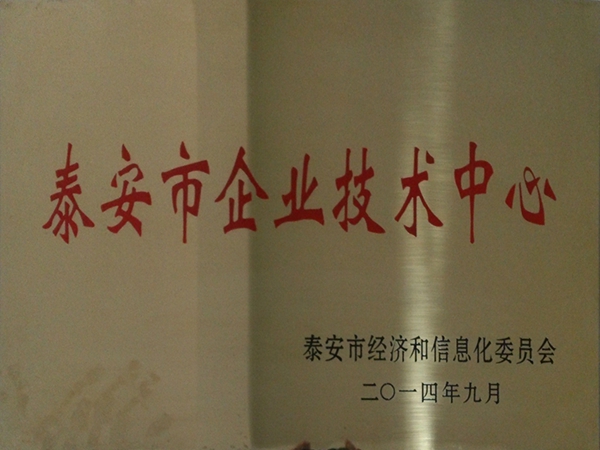 泰安市企业技术中心
泰安市经济和信息化委员会
二〇一四年九月